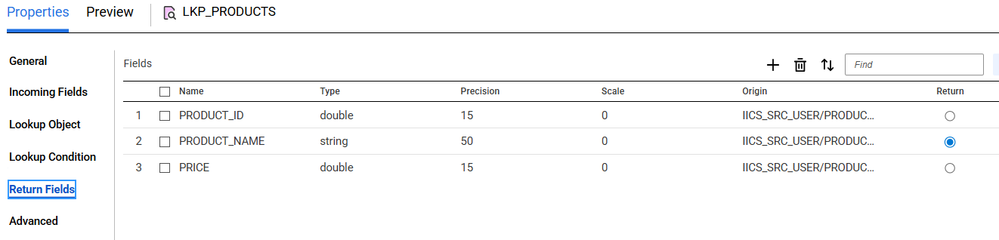 Properties Preview LKP_PRODUCTS
General
Incoming Fields
Lookup Object
Lookup Condition
Return Fields
Advanced
Fields Find
Name Type Precision Scale Origin Return
1 PRODUCT_ID double 15 0 IICS_SRC_USER/PRODUC...
2 PRODUCT_NAME string 50 0 IICS_SRC_USER/PRODUC...
3 PRICE double 15 0 IICS_SRC_USER/PRODUC...